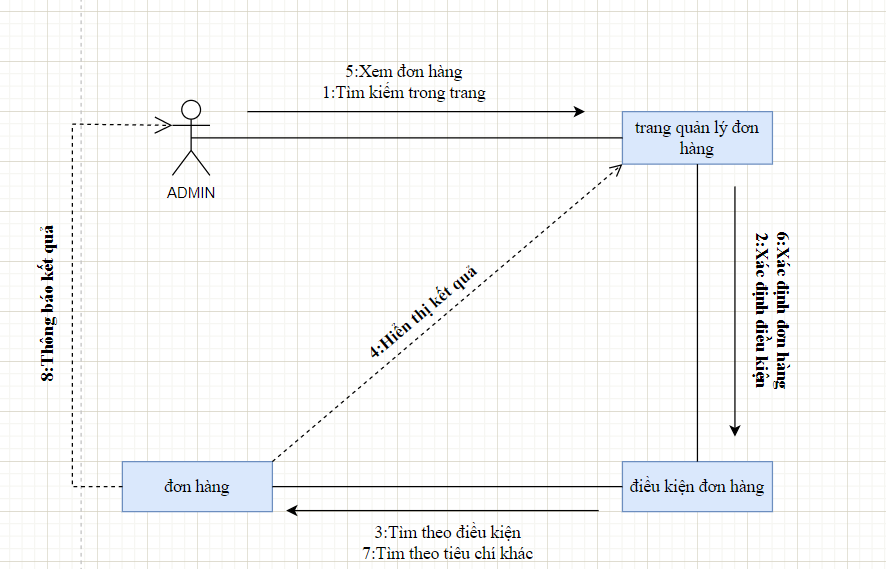 5:Xem đơn hàng
1:Tìm kiếm trong trang
trang quản lý đơn
hàng
ADMIN
6:Xác định đơn hàng
2:Xác định điều kiện
8:Thông báo kết quả
4:Hiển thị kết quả
đơn hàng
điều kiện đơn hàng
3:Tìm theo điều kiện
7:Tìm theo tiêu chí khác